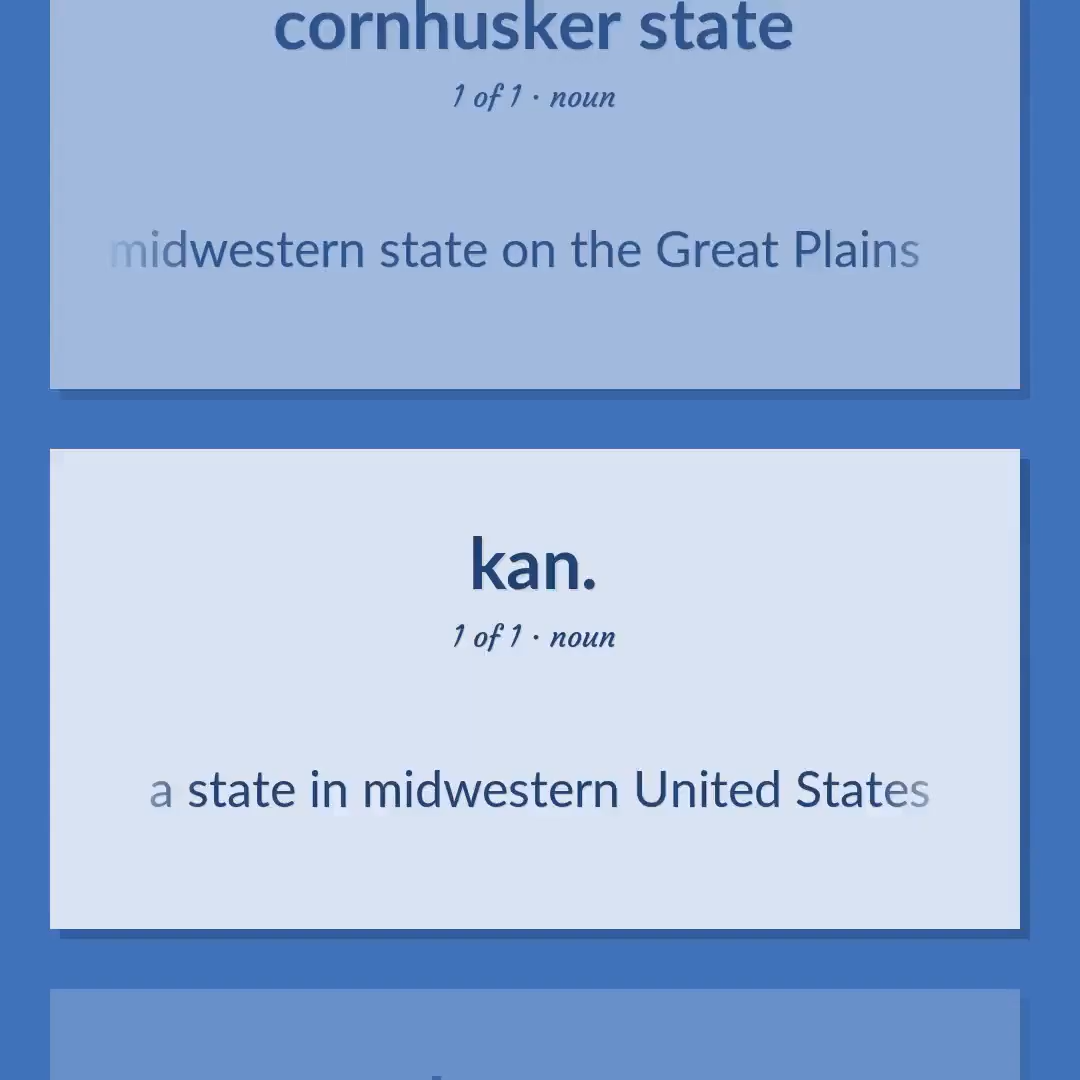 cornhusker state
1 of 1 · noun
midwestern state on the Great Plains
kan.
1 of 1 · noun
a state in midwestern United States